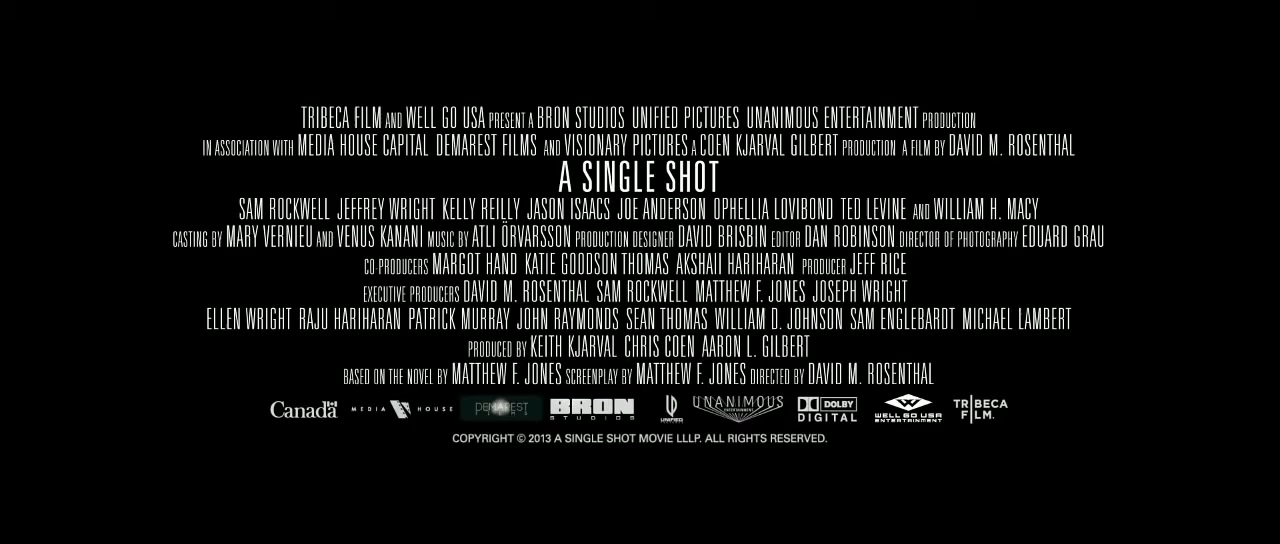 TRIBECA FILM AND WELL GO USA PRESENT A BRON STUDIOS UNIFIED PICTURES UNANIMOUS ENTERTAINMENT PRODUCTION
IN ASSOCIATION WITH MEDIA HOUSE CAPITAL DEMAREST FILMS AND VISIONARY PICTURES A COEN KJARVAL GILBERT PRODUCTION A FILM BY DAVID M. ROSENTHAL
A SINGLE SHOT
SAM ROCKWELL JEFFREY WRIGHT KELLY REILLY JASON ISAACS JOE ANDERSON OPHELLIA LOVIBOND TED LEVINE AND WILLIAM H. MACY
CASTING BY MARY VERNIEU AND VENUS KANANI MUSIC BY ATLI ÖRVARSSON PRODUCTION DESIGNER DAVID BRISBIN EDITOR DAN ROBINSON DIRECTOR OF PHOTOGRAPHY EDUARD GRAU
CO-PRODUCERS MARGOT HAND KATIE GOODSON THOMAS AKSHAII HARIHARAN PRODUCER JEFF RICE
EXECUTIVE PRODUCERS DAVID M. ROSENTHAL SAM ROCKWELL MATTHEW F. JONES JOSEPH WRIGHT
ELLEN WRIGHT RAJU HARIHARAN PATRICK MURRAY JOHN RAYMONDS SEAN THOMAS WILLIAM D. JOHNSON SAM ENGLEBARDT MICHAEL LAMBERT
PRODUCED BY KEITH KJARVAL CHRIS COEN AARON L. GILBERT
BASED ON THE NOVEL BY MATTHEW F. JONES SCREENPLAY BY MATTHEW F. JONES DIRECTED BY DAVID M. ROSENTHAL
Canada MEDIA HOUSE DEMAREST BRON STUDIOS UNIFIED UNANIMOUS ENTERTAINMENT DOLBY DIGITAL WELL GO USA ENTERTAINMENT TRIBECA FILM.
COPYRIGHT © 2013 A SINGLE SHOT MOVIE LLLP. ALL RIGHTS RESERVED.